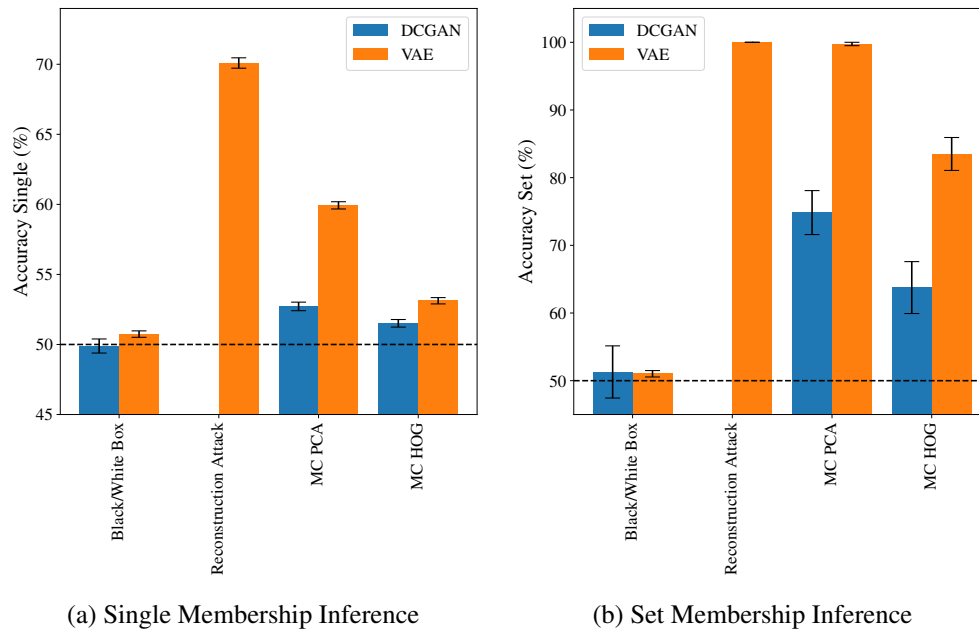 DCGAN
VAE
Accuracy Single (%)
70
65
60
55
50
45
Black/White Box
Reconstruction Attack
MC PCA
MC HOG
(a) Single Membership Inference
DCGAN
VAE
Accuracy Set (%)
100
90
80
70
60
50
Black/White Box
Reconstruction Attack
MC PCA
MC HOG
(b) Set Membership Inference